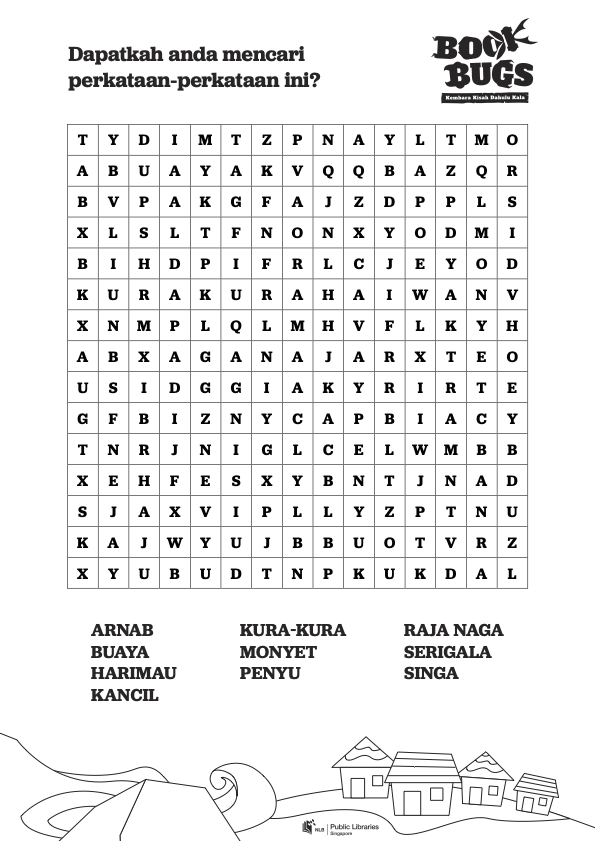 Dapatkah anda mencari
perkataan-perkataan ini?
BOOK
BUGS
Kembara Kisah Dahulu Kala
T Y D I M T Z P N A Y L T M O
A B U A Y A K V Q Q B A Z Q R
B V P A K G F A J Z D P P L S
X L S L T F N O N X Y O D M I
B I H D P I F R L C J E Y O D
K U R A K U R A H A I W A N V
X N M P L Q L M H V F L K Y H
A B X A G A N A J A R X T E O
U S I D G G I A K Y R I R T E
G F B I Z N Y C A P B I A C Y
T N R J N I G L C E L W M B B
X E H F E S X Y B N T J N A D
S J A X V I P L L Y Z P T N U
K A J W Y U J B B U O T V R Z
X Y U B U D T N P K U K D A L
ARNAB
BUAYA
HARIMAU
KANCIL
KURA-KURA
MONYET
PENYU
RAJA NAGA
SERIGALA
SINGA
NLB Public Libraries
Singapore